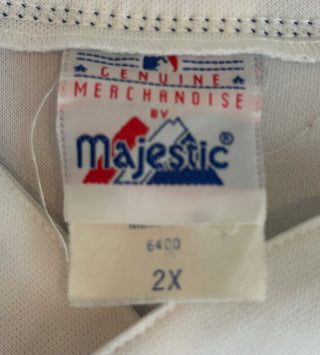 GENUINE
MERCHANDISE
BY
Majestic®
6400
2X